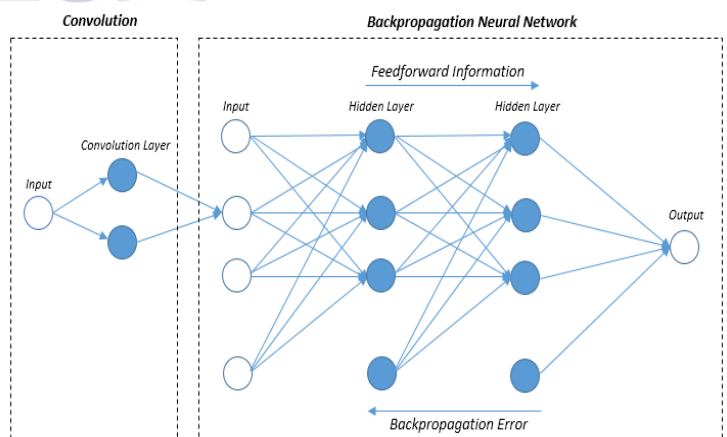 Convolution
Backpropagation Neural Network
Feedforward Information
Input
Hidden Layer
Hidden Layer
Convolution Layer
Input
Output
Backpropagation Error